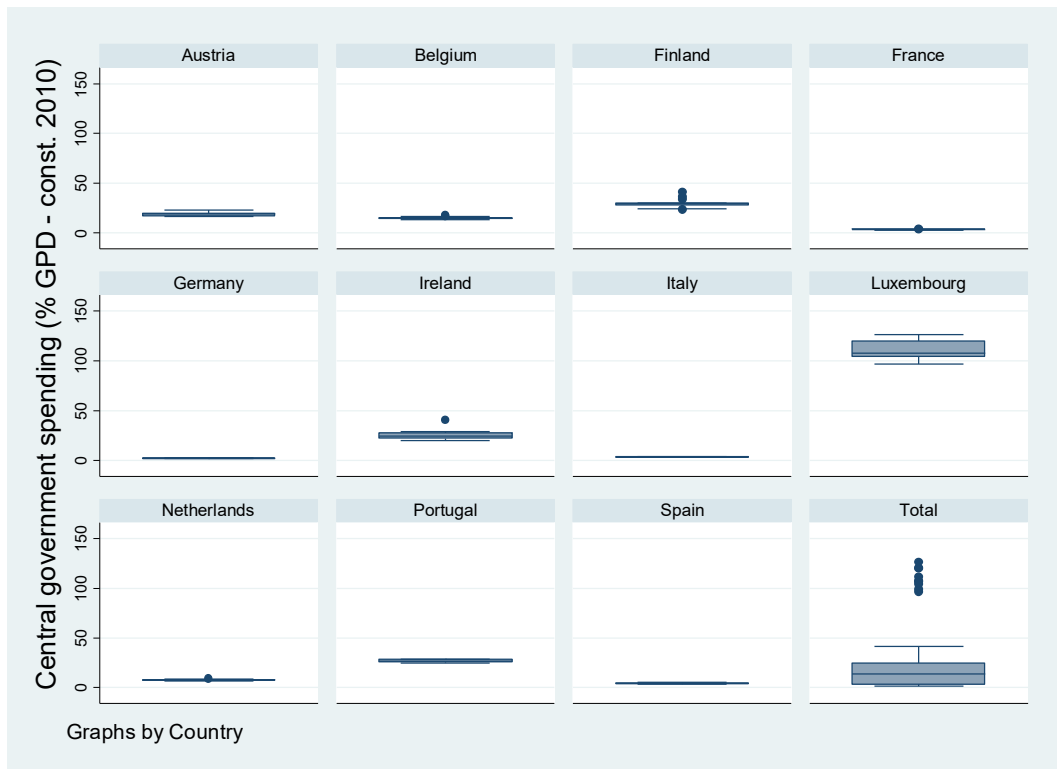 Central government spending (% GPD - const. 2010)
Austria
Belgium
Finland
France
150
100
50
0
Germany
Ireland
Italy
Luxembourg
150
100
50
0
Netherlands
Portugal
Spain
Total
150
100
50
0
Graphs by Country